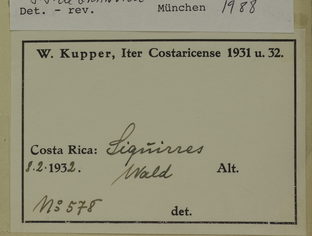 Det. - rev. München 1988
W. Kupper, Iter Costaricense 1931 u. 32.
Costa Rica: Siquirres
8.2.1932. Wald Alt.
No 578 det.